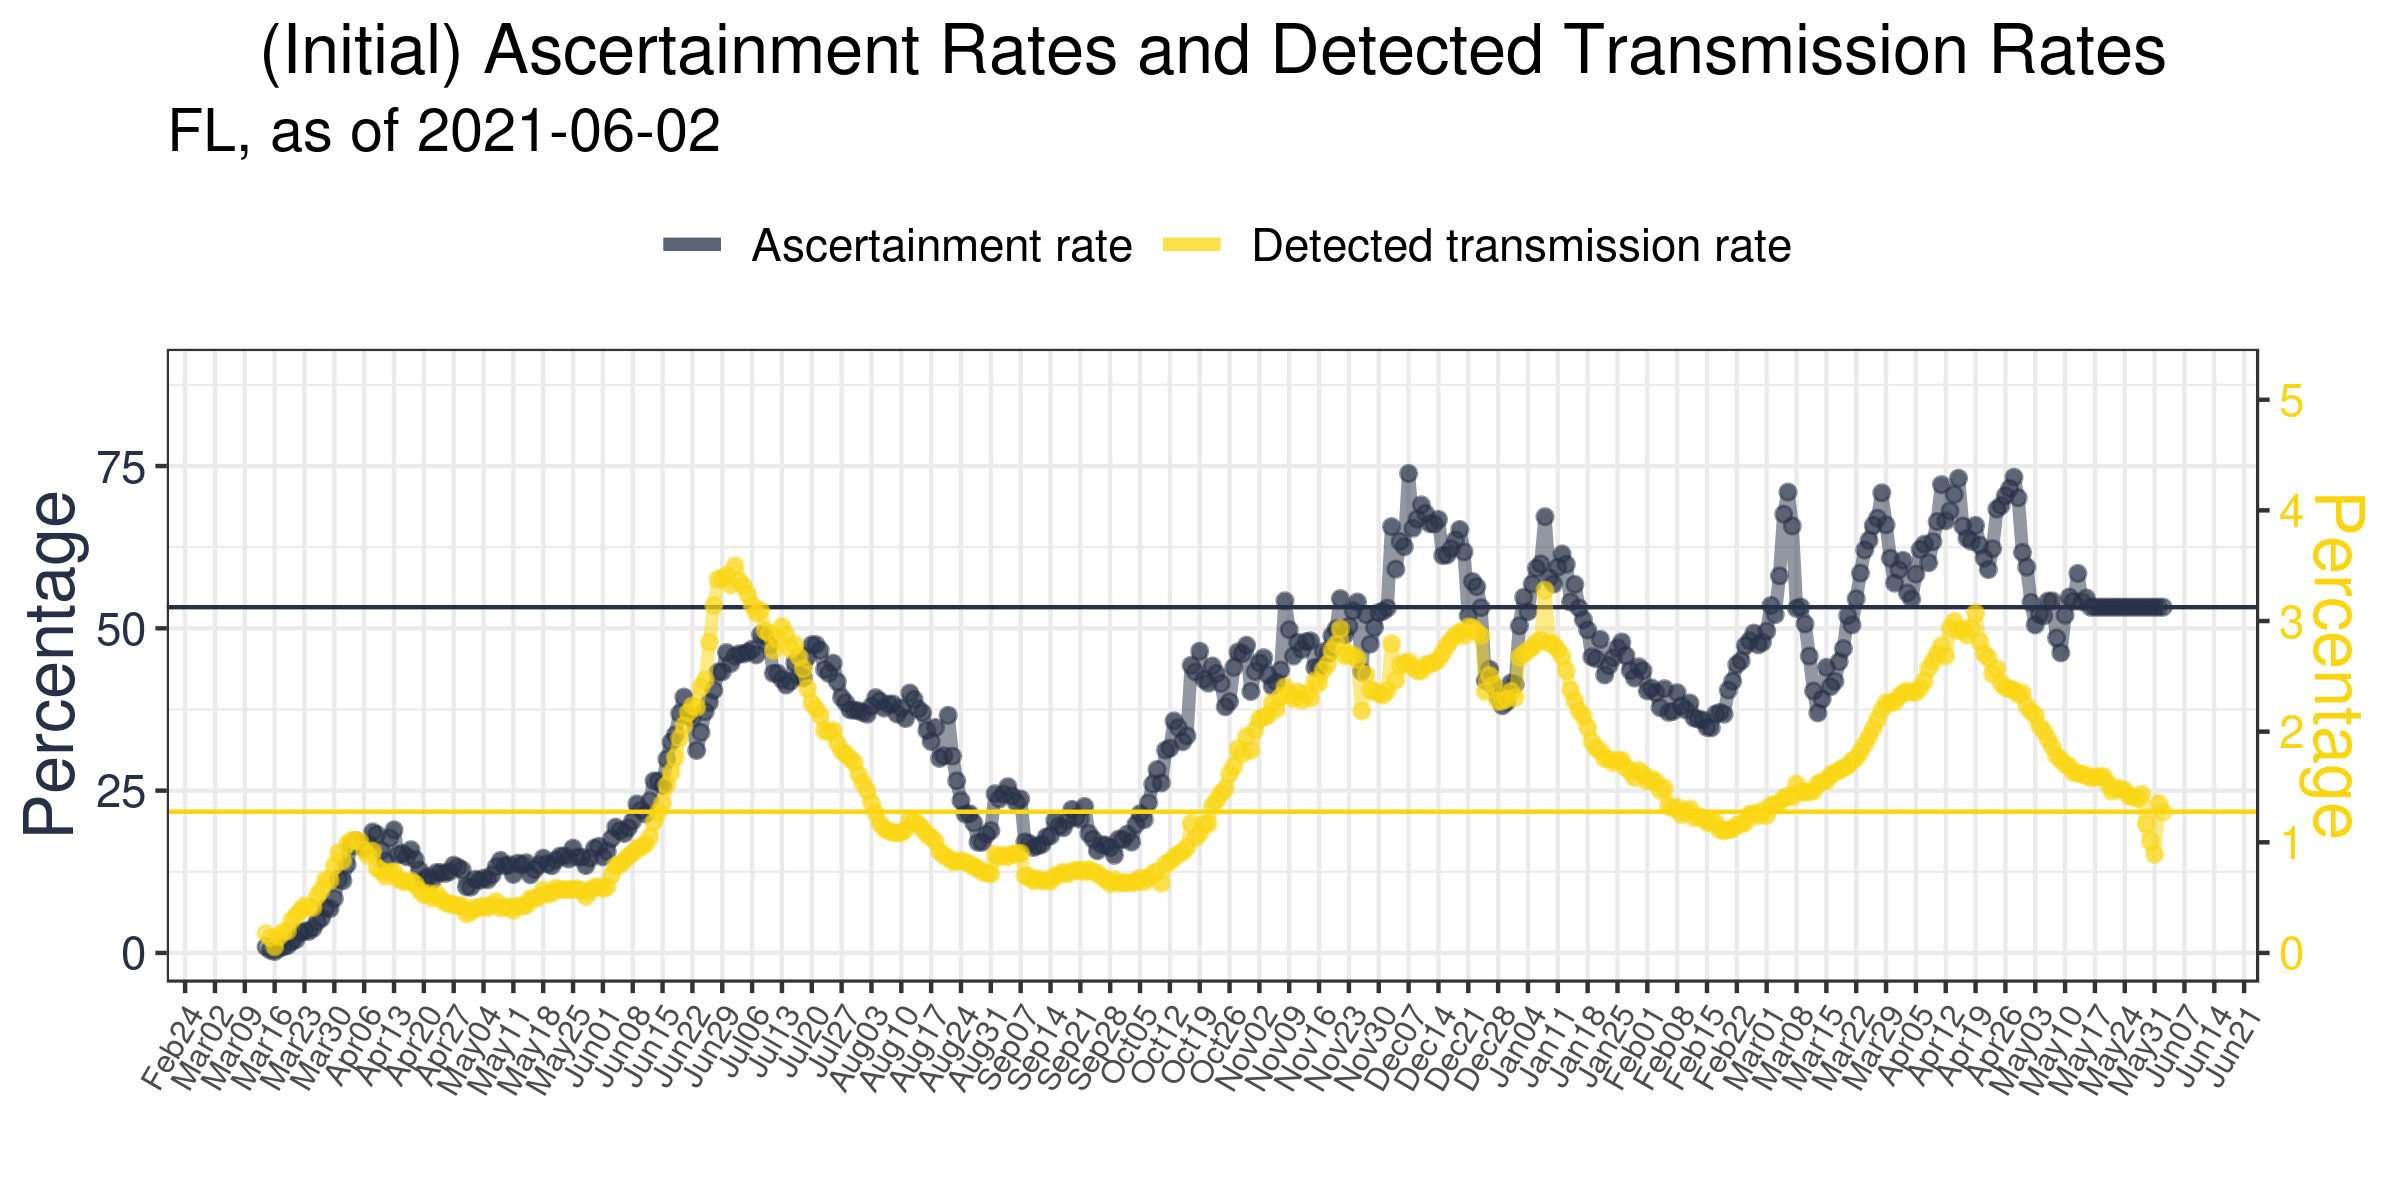 (Initial) Ascertainment Rates and Detected Transmission Rates
FL, as of 2021-06-02
Ascertainment rate
Detected transmission rate
Percentage
75
50
25
0
5
4
3
2
1
0
Percentage
Feb24
Mar02
Mar09
Mar16
Mar23
Mar30
Apr06
Apr13
Apr20
Apr27
May04
May11
May18
May25
Jun01
Jun08
Jun15
Jun22
Jun29
Jul06
Jul13
Jul20
Jul27
Aug03
Aug10
Aug17
Aug24
Aug31
Sep07
Sep14
Sep21
Sep28
Oct05
Oct12
Oct19
Oct26
Nov02
Nov09
Nov16
Nov23
Nov30
Dec07
Dec14
Dec21
Dec28
Jan04
Jan11
Jan18
Jan25
Feb01
Feb08
Feb15
Feb22
Mar01
Mar08
Mar15
Mar22
Mar29
Apr05
Apr12
Apr19
Apr26
May03
May10
May17
May24
May31
Jun07
Jun14
Jun21